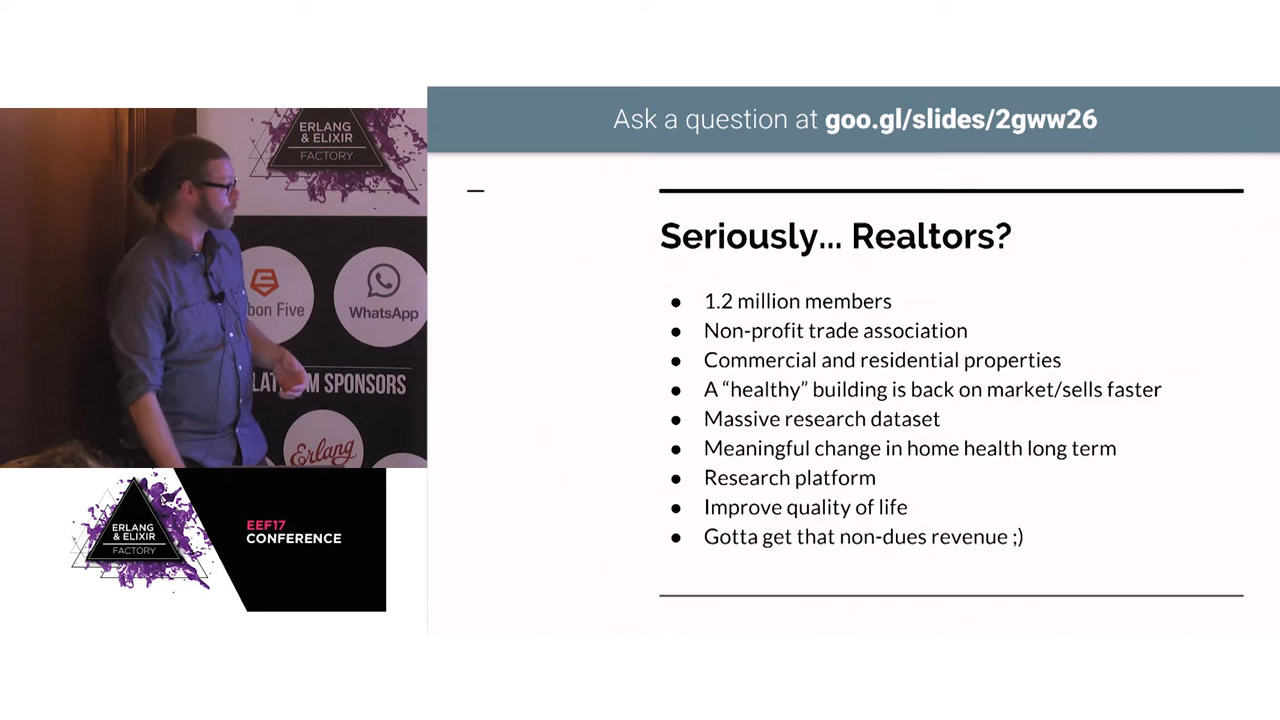 Ask a question at goo.gl/slides/2gww26
ERLANG
& ELIXIR
FACTORY
WhatsApp
Five
SPONSORS
Erlang
Seriously... Realtors?
● 1.2 million members
● Non-profit trade association
● Commercial and residential properties
● A “healthy” building is back on market/sells faster
● Massive research dataset
● Meaningful change in home health long term
● Research platform
● Improve quality of life
● Gotta get that non-dues revenue ;)
ERLANG
& ELIXIR
FACTORY
EEF17
CONFERENCE